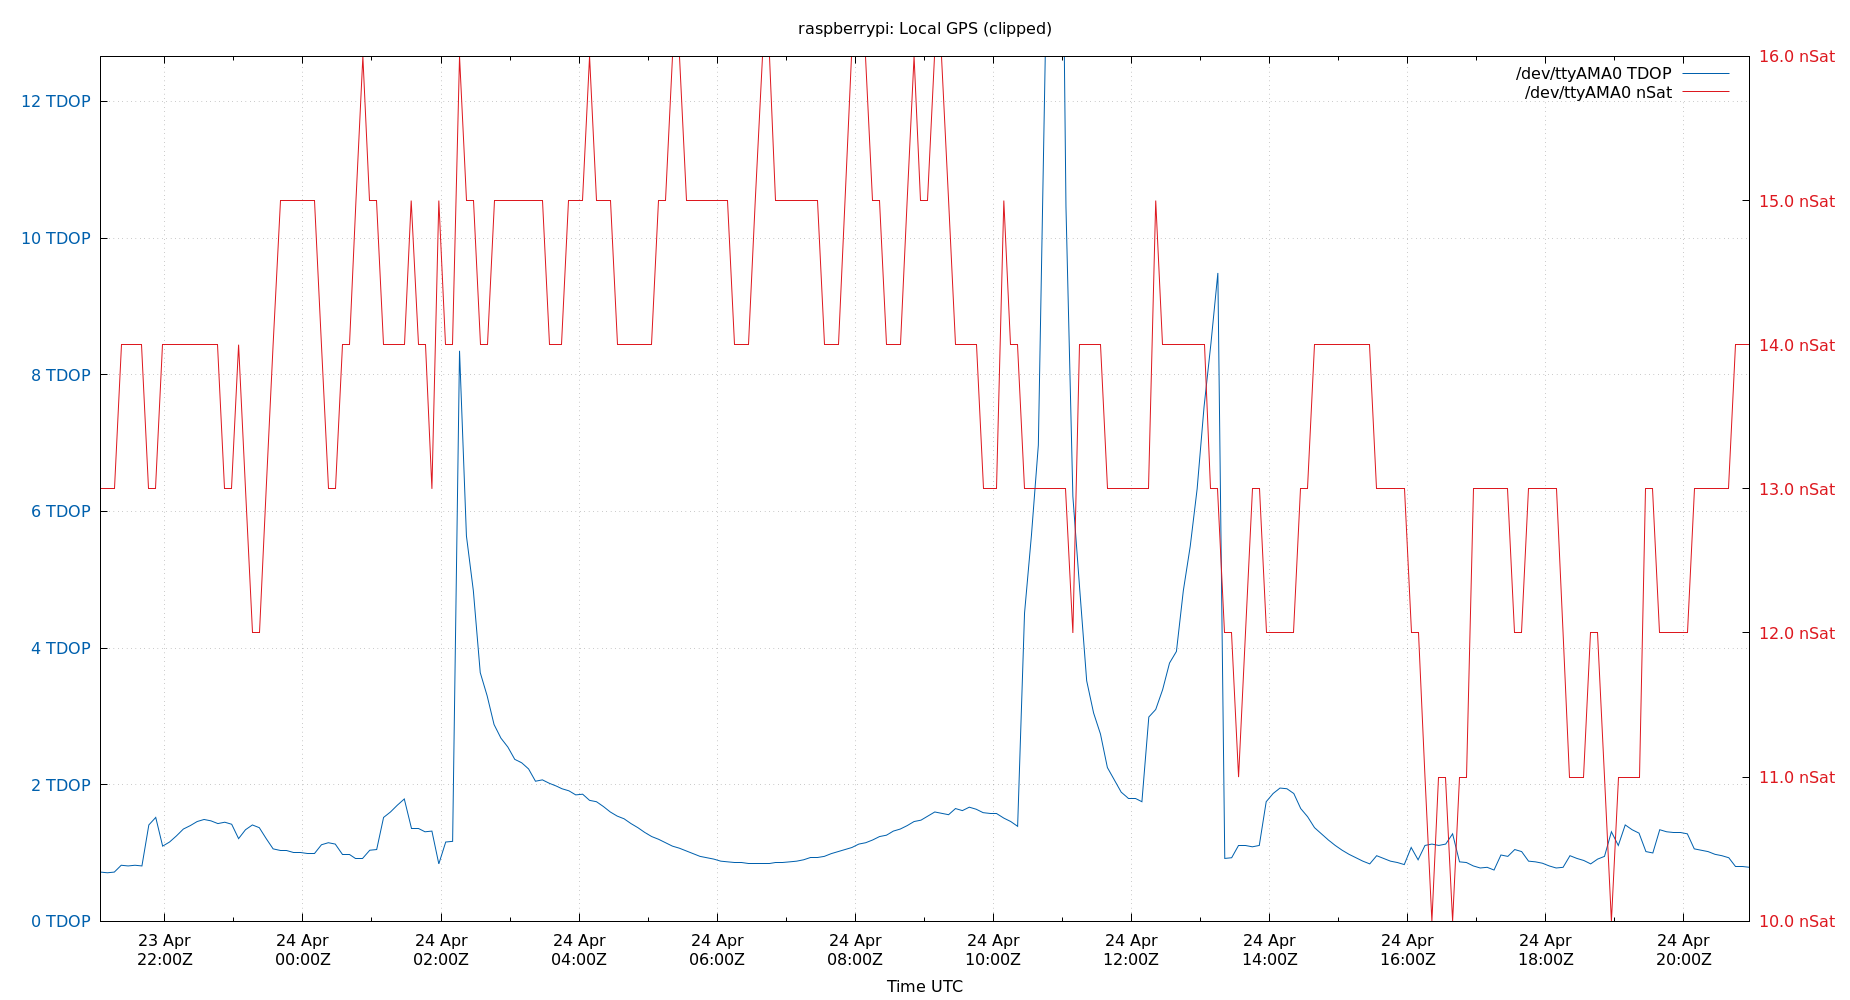 raspberrypi: Local GPS (clipped)
/dev/ttyAMA0 TDOP
/dev/ttyAMA0 nSat
12 TDOP
10 TDOP
8 TDOP
6 TDOP
4 TDOP
2 TDOP
0 TDOP
16.0 nSat
15.0 nSat
14.0 nSat
13.0 nSat
12.0 nSat
11.0 nSat
10.0 nSat
23 Apr
22:00Z
24 Apr
00:00Z
24 Apr
02:00Z
24 Apr
04:00Z
24 Apr
06:00Z
24 Apr
08:00Z
24 Apr
10:00Z
24 Apr
12:00Z
24 Apr
14:00Z
24 Apr
16:00Z
24 Apr
18:00Z
24 Apr
20:00Z
Time UTC